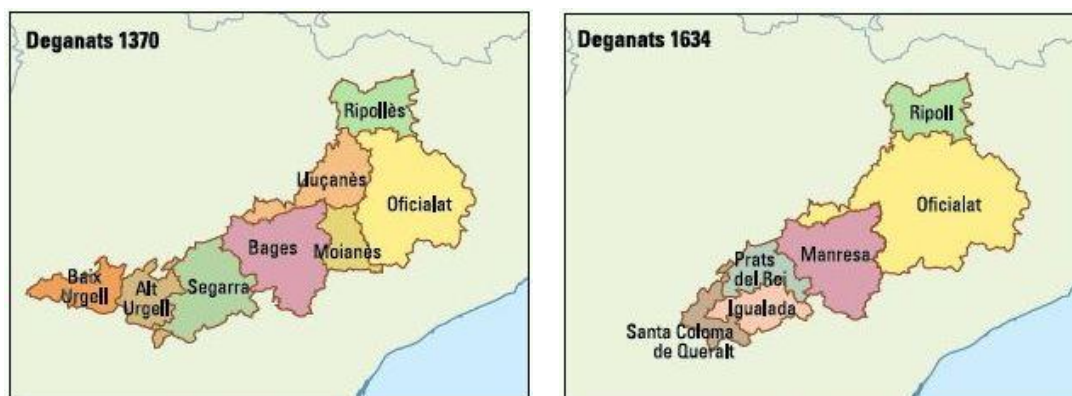 Deganats 1370
Ripollès
Lluçanès
Oficialat
Bages
Moianès
Baix
Urgell
Alt
Urgell
Segarra
Deganats 1634
Ripoll
Oficialat
Manresa
Prats
del Rei
Igualada
Santa Coloma
de Queralt